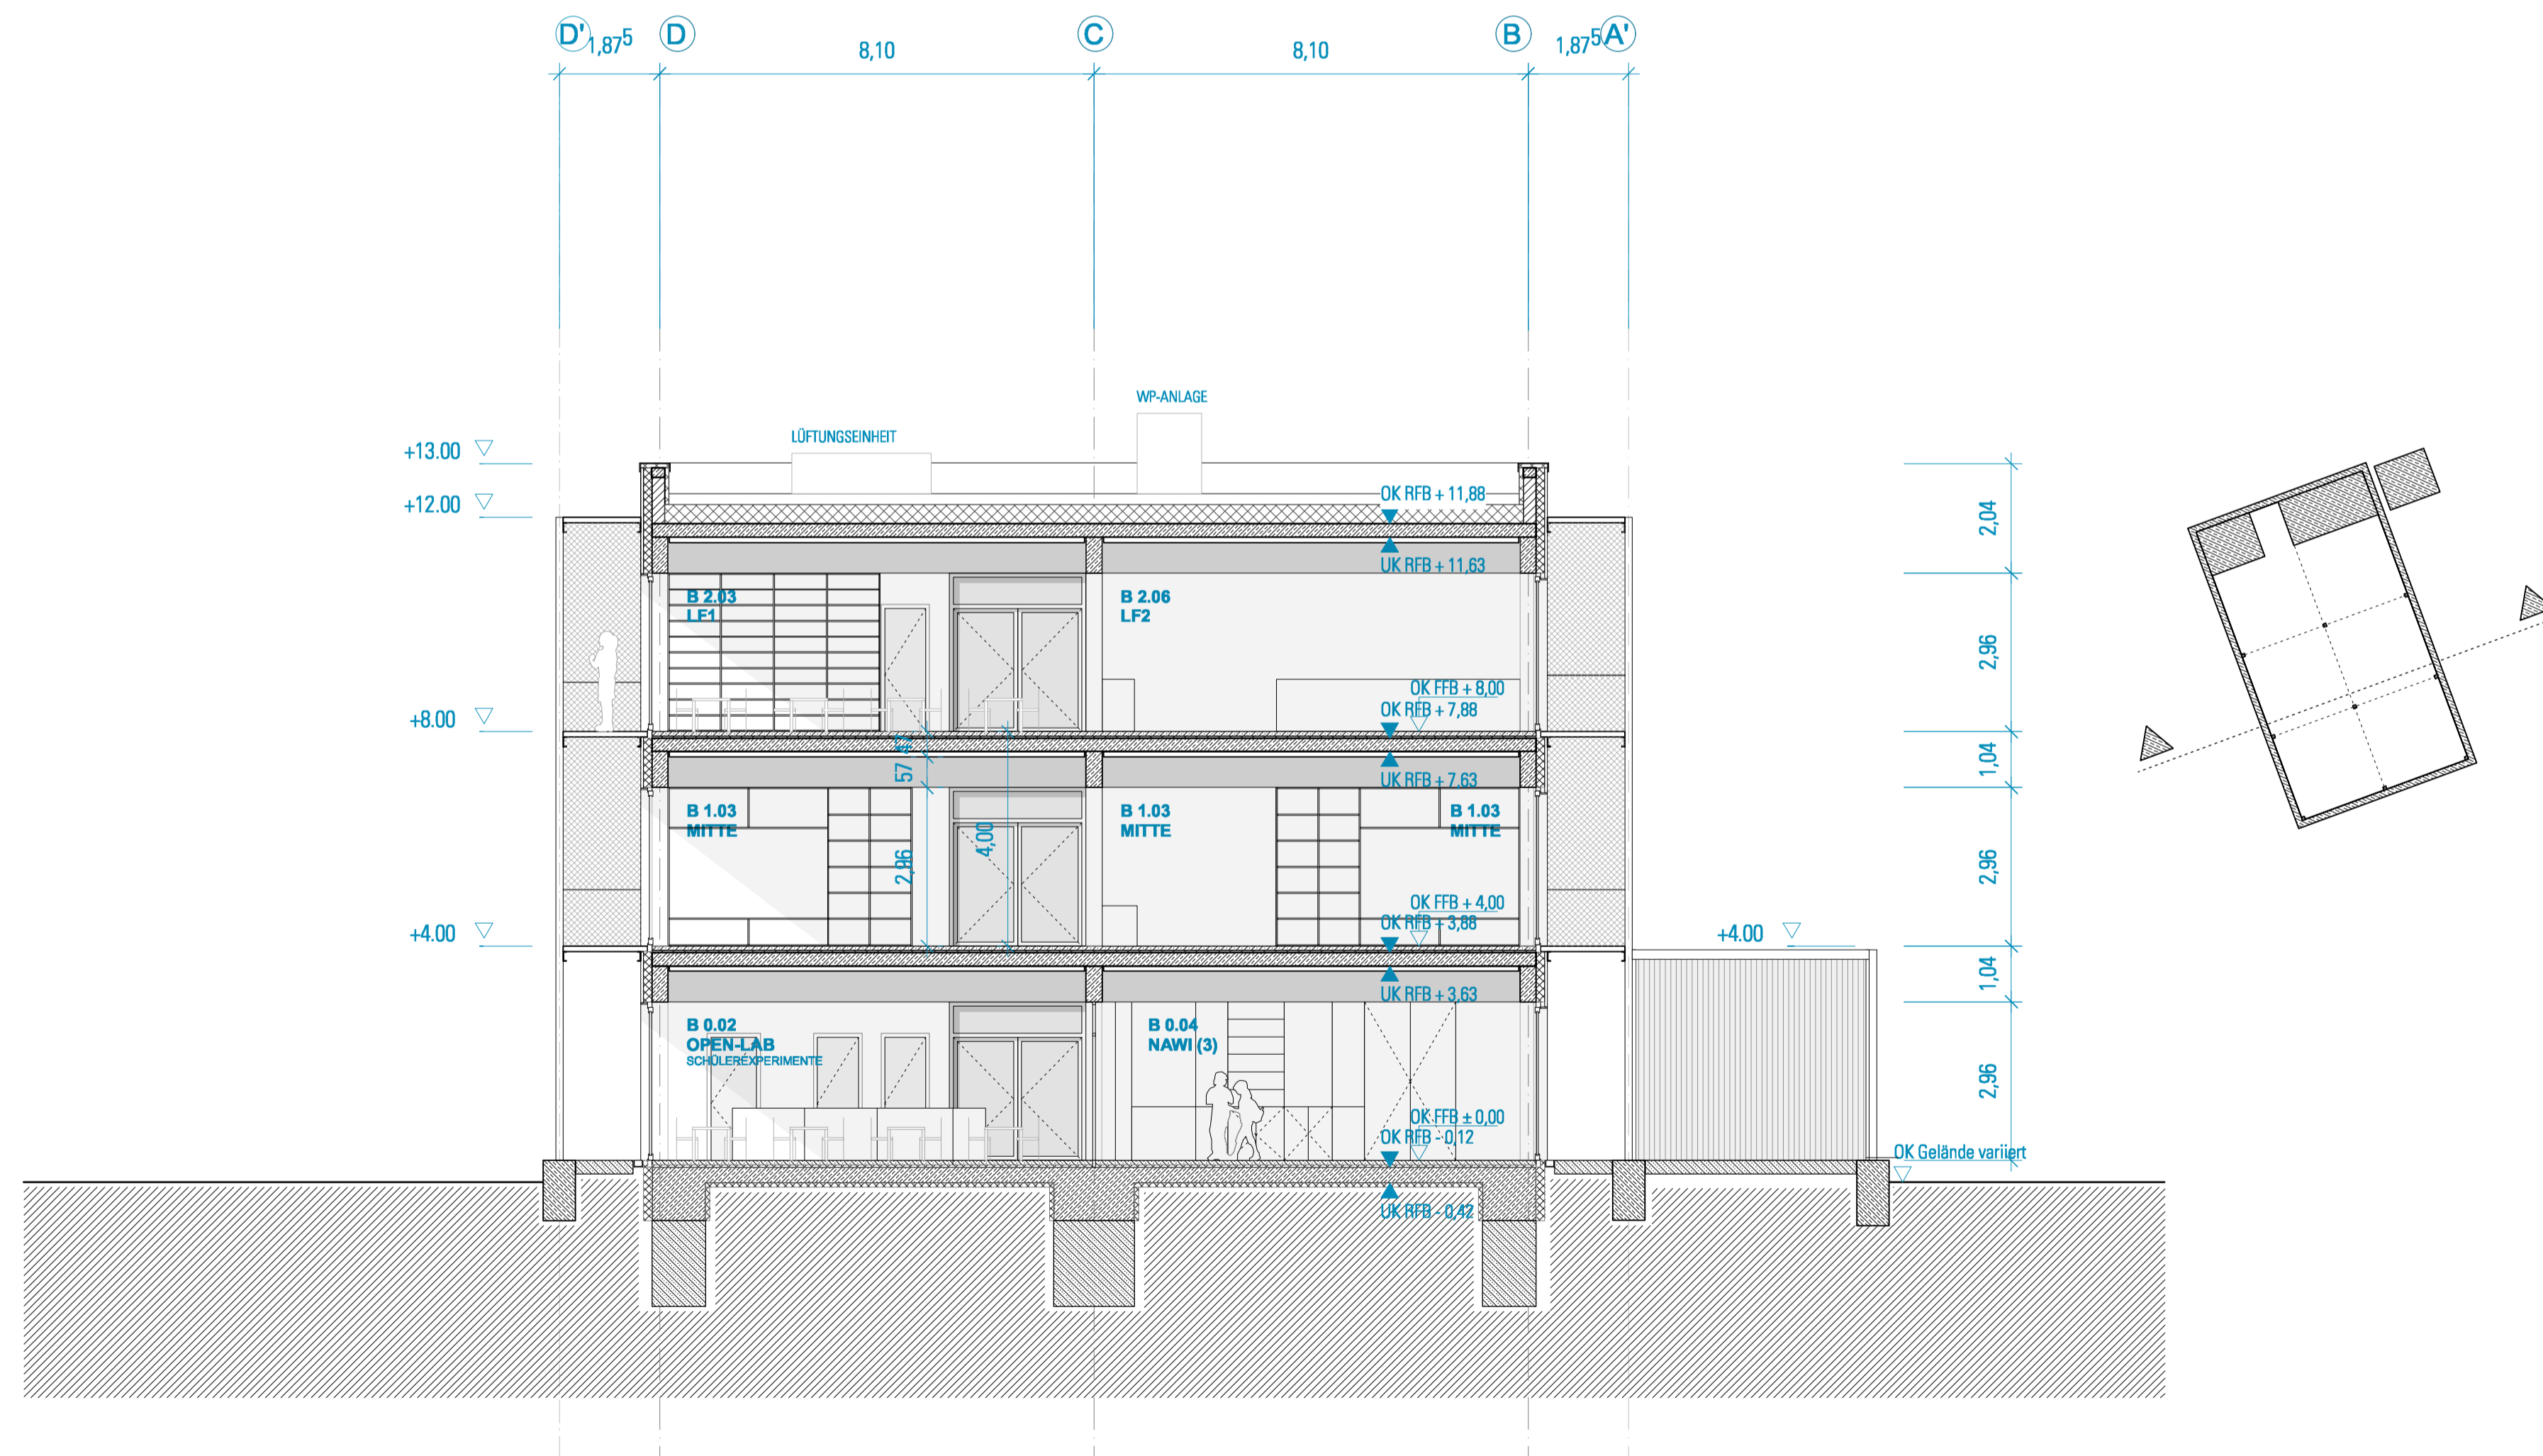 D' 1,87⁵ D 8,10 C 8,10 B 1,87⁵ A'
WP-ANLAGE
LÜFTUNGSEINHEIT
+13.00
+12.00
OK RFB + 11,88
2,04
UK RFB + 11,63
B 2.03
LF1
B 2.06
LF2
2,96
OK FFB + 8,00
OK RFB + 7,88
+8.00
47
57
1,04
UK RFB + 7,63
B 1.03
MITTE
B 1.03
MITTE
B 1.03
MITTE
4,00
2,96
2,96
OK FFB + 4,00
OK RFB + 3,88
+4.00
+4.00
1,04
UK RFB + 3,63
B 0.02
OPEN-LAB
SCHÜLEREXPERIMENTE
B 0.04
NAWI (3)
2,96
OK FFB ± 0,00
OK RFB - 0,12
OK Gelände variiert
UK RFB - 0,42